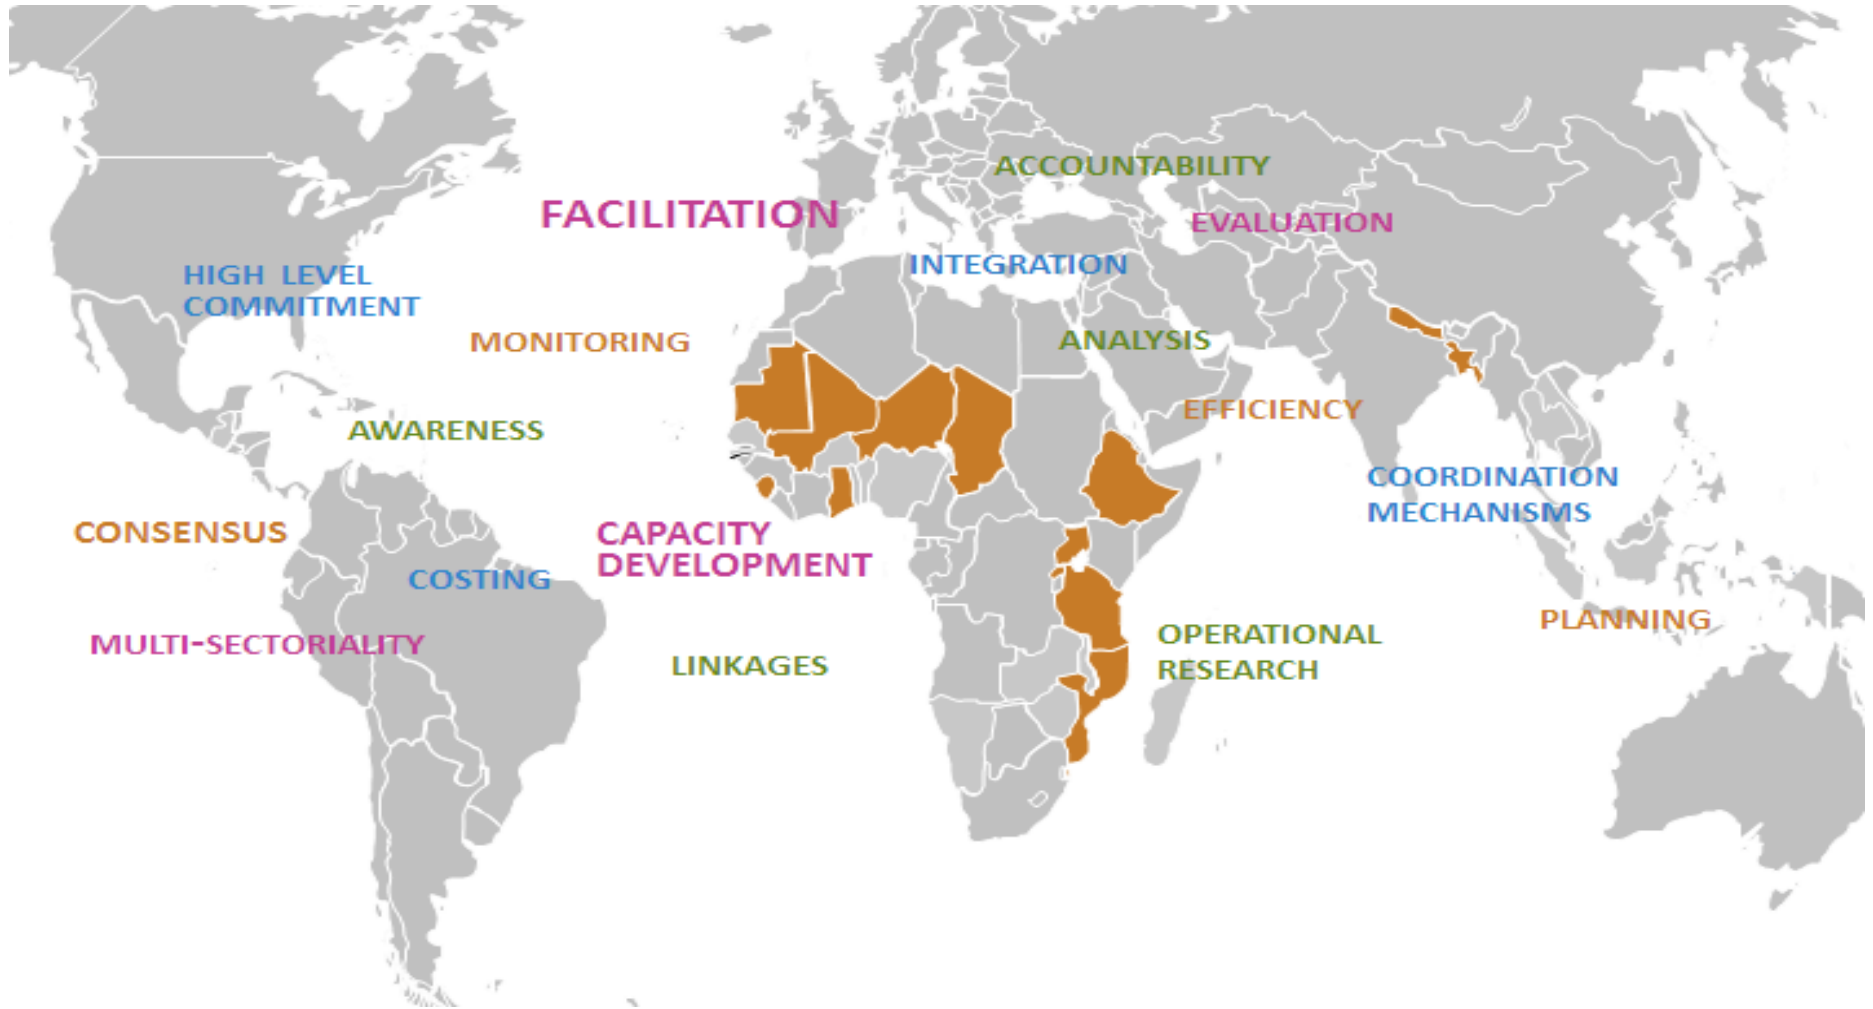 ACCOUNTABILITY
FACILITATION
EVALUATION
INTEGRATION
HIGH LEVEL
COMMITMENT
MONITORING
ANALYSIS
EFFICIENCY
AWARENESS
COORDINATION
MECHANISMS
CONSENSUS
CAPACITY
DEVELOPMENT
COSTING
PLANNING
MULTI-SECTORIALITY
OPERATIONAL
RESEARCH
LINKAGES